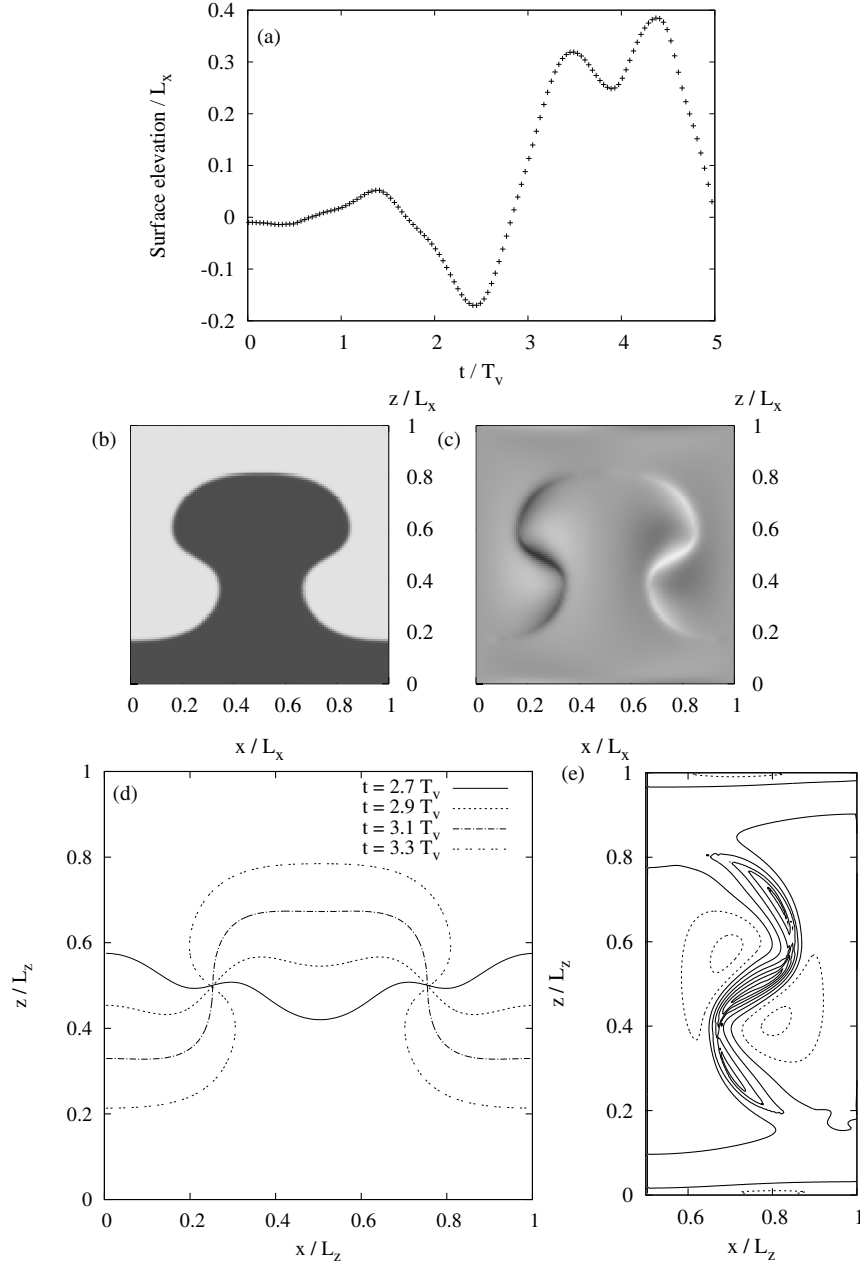 (a)
Surface elevation / L_x
0.4
0.3
0.2
0.1
0
-0.1
-0.2
0 1 2 3 4 5
t / T_v
z / L_x z / L_x
(b) (c)
1 1
0.8 0.8
0.6 0.6
0.4 0.4
0.2 0.2
0 0
0 0.2 0.4 0.6 0.8 1 0 0.2 0.4 0.6 0.8 1
x / L_x x / L_x
(d)
t = 2.7 T_v
t = 2.9 T_v
t = 3.1 T_v
t = 3.3 T_v
z / L_z
1
0.8
0.6
0.4
0.2
0
0 0.2 0.4 0.6 0.8 1
x / L_z
(e)
z / L_z
1
0.8
0.6
0.4
0.2
0
0.6 0.8 1
x / L_z